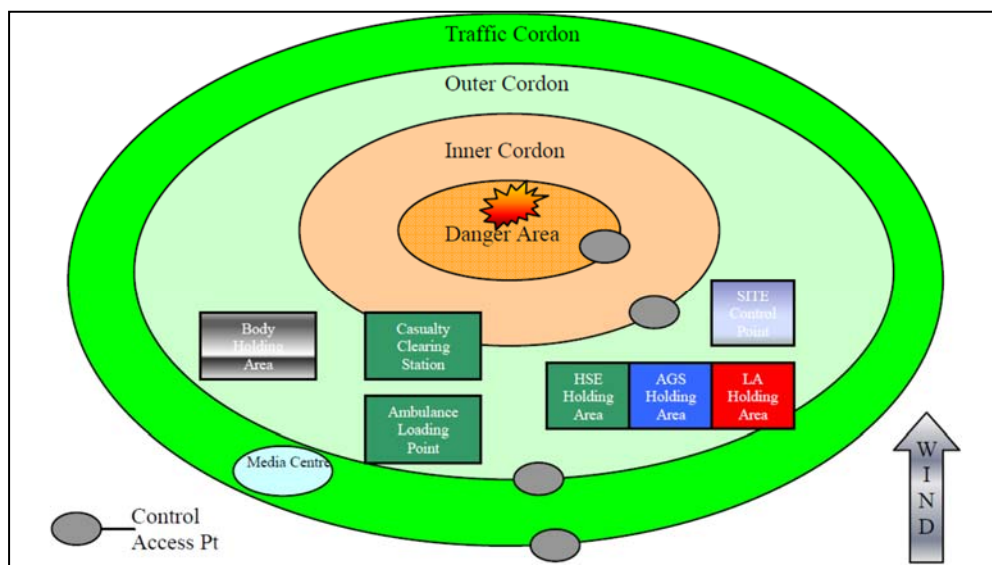 Traffic Cordon
Outer Cordon
Inner Cordon
Danger Area
SITE
Control
Point
Body
Holding
Area
Casualty
Clearing
Station
HSE
Holding
Area
AGS
Holding
Area
LA
Holding
Area
Ambulance
Loading
Point
Media Centre
WIND
Control
Access Pt